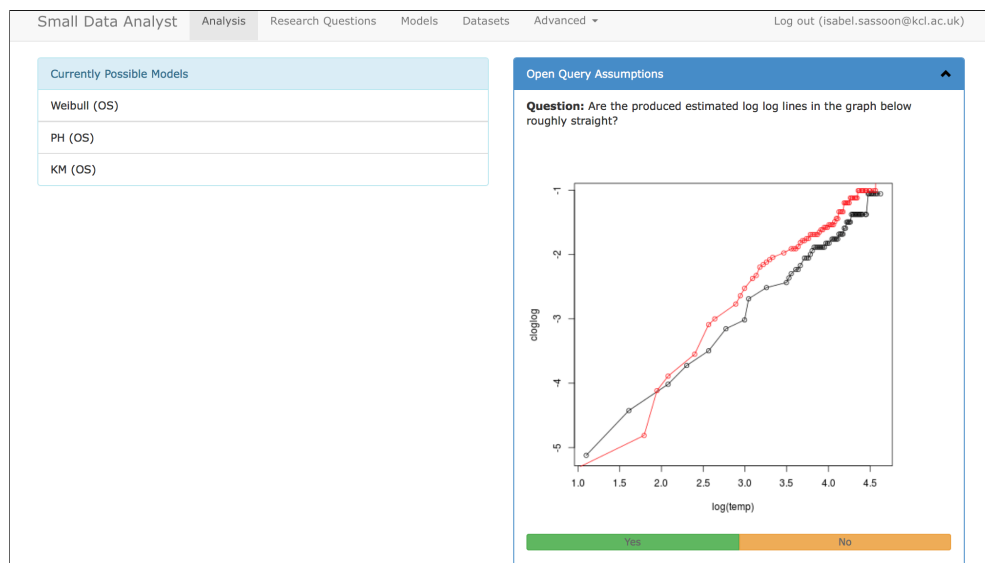 Small Data Analyst Analysis Research Questions Models Datasets Advanced Log out (isabel.sassoon@kcl.ac.uk)
Currently Possible Models
Weibull (OS)
PH (OS)
KM (OS)
Open Query Assumptions
Question: Are the produced estimated log log lines in the graph below
roughly straight?
-1
-2
-3
-4
-5
cloglog
1.0 1.5 2.0 2.5 3.0 3.5 4.0 4.5
log(temp)
Yes No